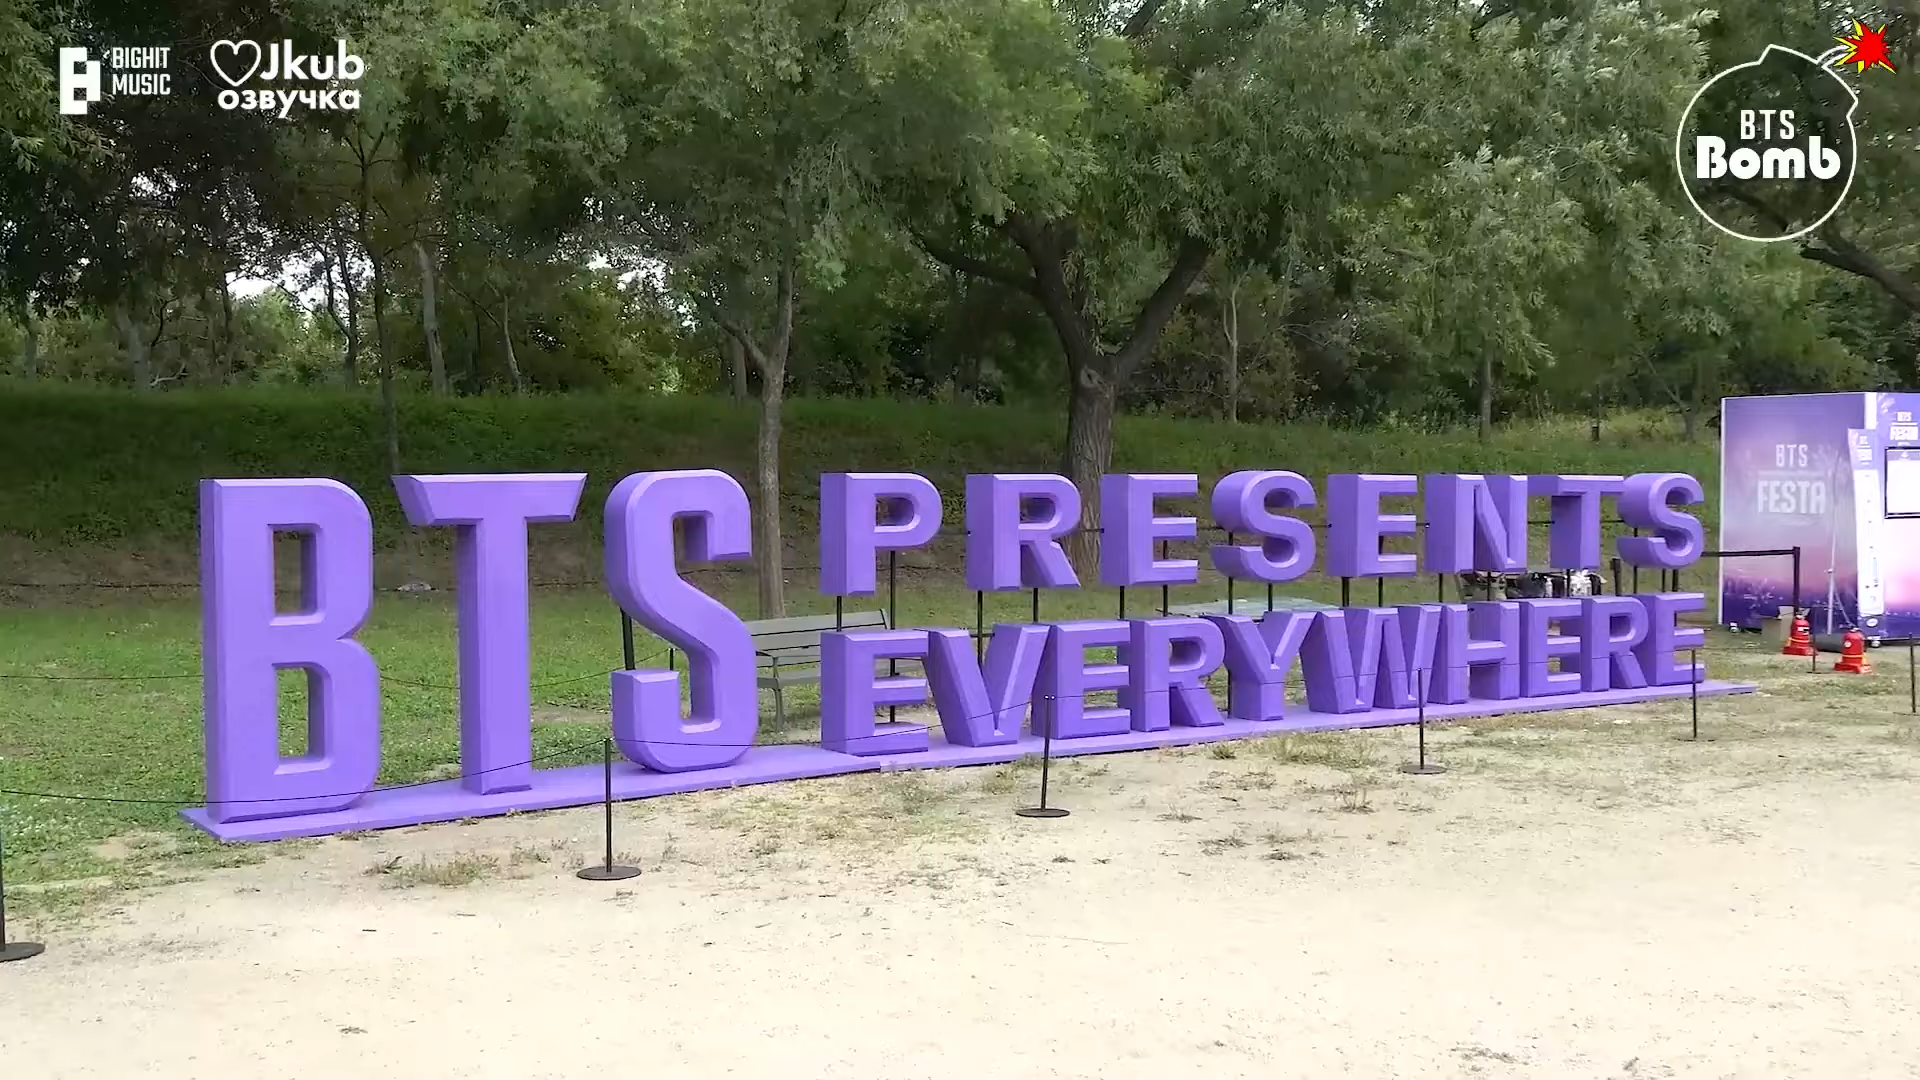 BIGHIT
MUSIC
Jkub
озвучка
BTS
Bomb
BTS PRESENTS
EVERYWHERE
BTS
FESTA
BTS
FESTA